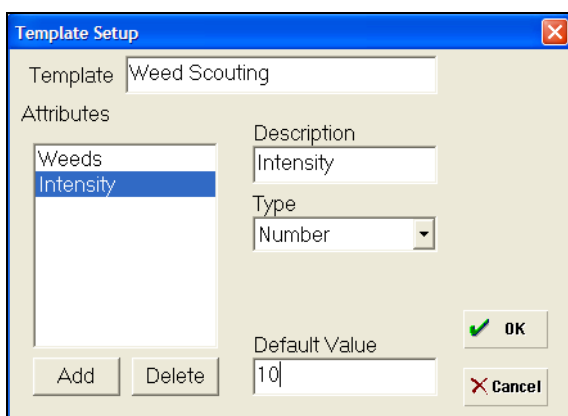 Template Setup
Template Weed Scouting
Attributes
Weeds
Intensity
Description
Intensity
Type
Number
Default Value
10
Add Delete
OK
Cancel